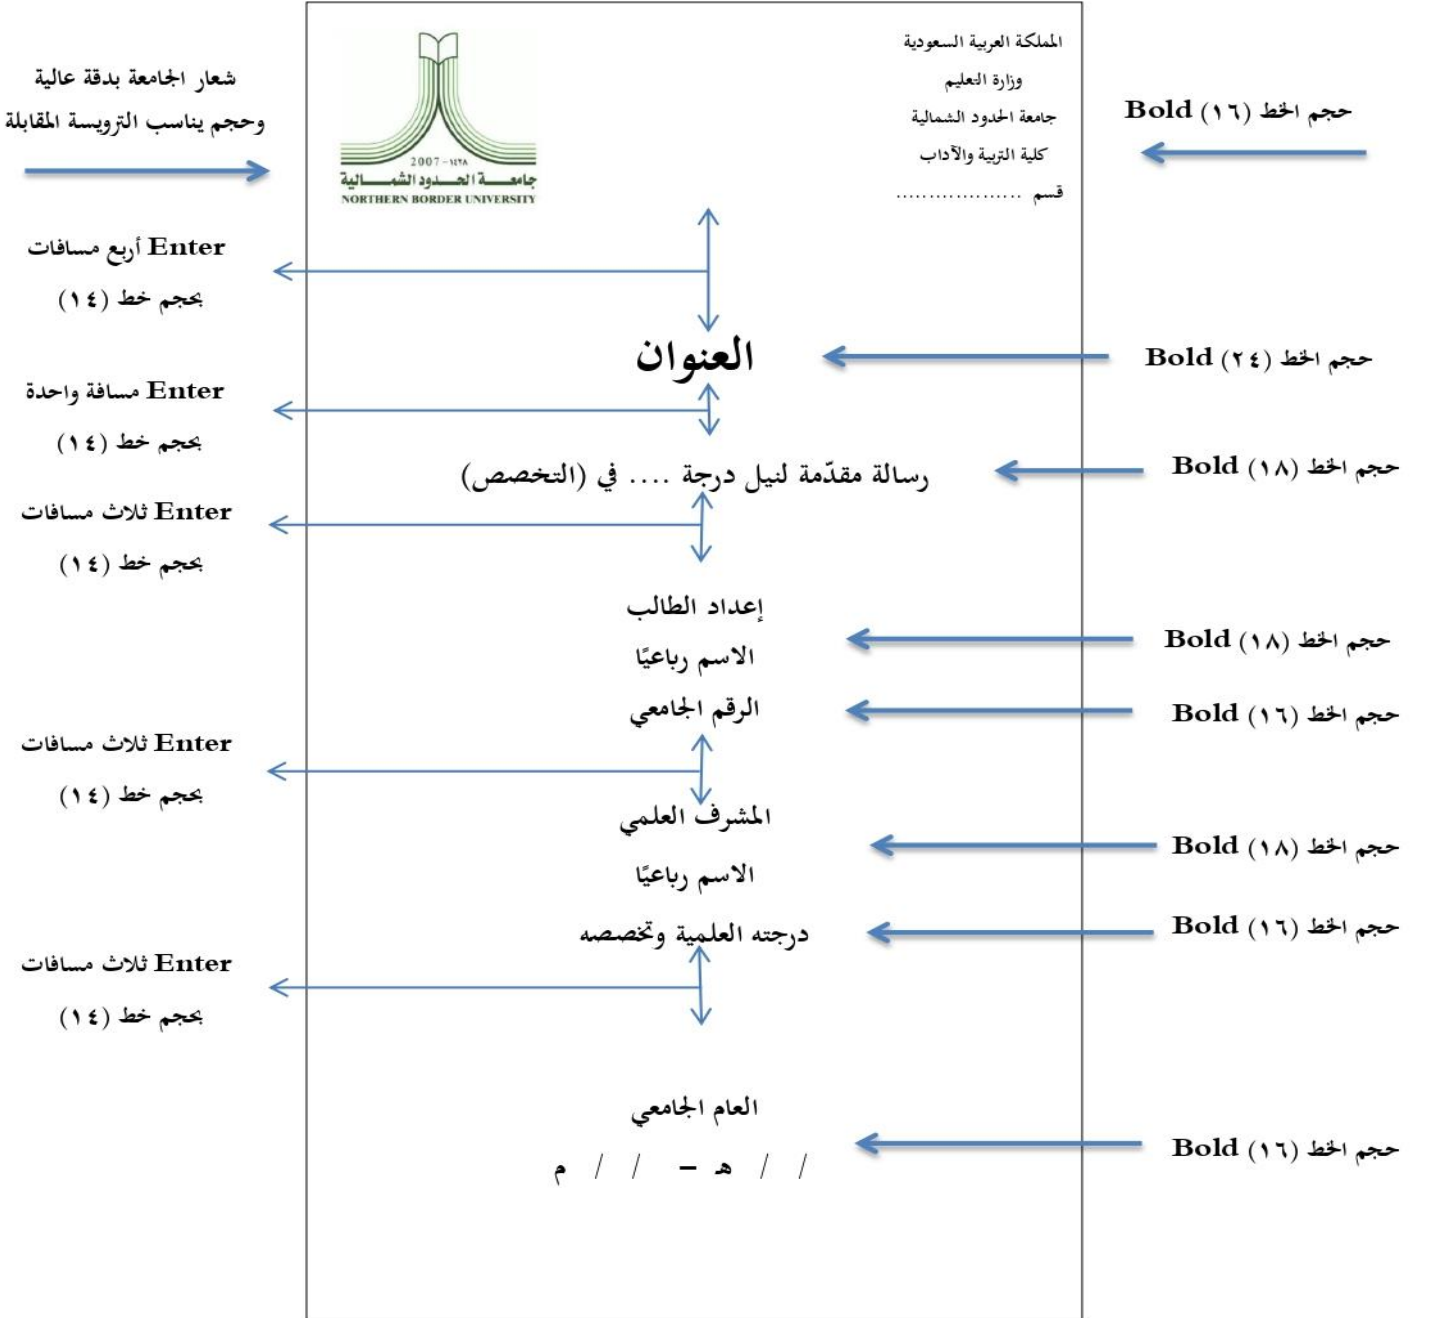 المملكة العربية السعودية
وزارة التعليم
جامعة الحدود الشمالية
كلية التربية والآداب
قسم ...................
حجم الخط (١٦) Bold
2007-١٤٢٨
جامعة الحدود الشمالية
NORTHERN BORDER UNIVERSITY
شعار الجامعة بدقة عالية
وحجم يناسب الترويسة المقابلة
Enter أربع مسافات
بحجم خط (١٤)
العنوان
حجم الخط (٢٤) Bold
Enter مسافة واحدة
بحجم خط (١٤)
رسالة مقدّمة لنيل درجة .... في (التخصص)
حجم الخط (١٨) Bold
Enter ثلاث مسافات
بحجم خط (١٤)
إعداد الطالب
الاسم رباعيًا
حجم الخط (١٨) Bold
الرقم الجامعي
حجم الخط (١٦) Bold
Enter ثلاث مسافات
بحجم خط (١٤)
المشرف العلمي
الاسم رباعيًا
حجم الخط (١٨) Bold
درجته العلمية وتخصصه
حجم الخط (١٦) Bold
Enter ثلاث مسافات
بحجم خط (١٤)
العام الجامعي
/ / هـ – / / م
حجم الخط (١٦) Bold